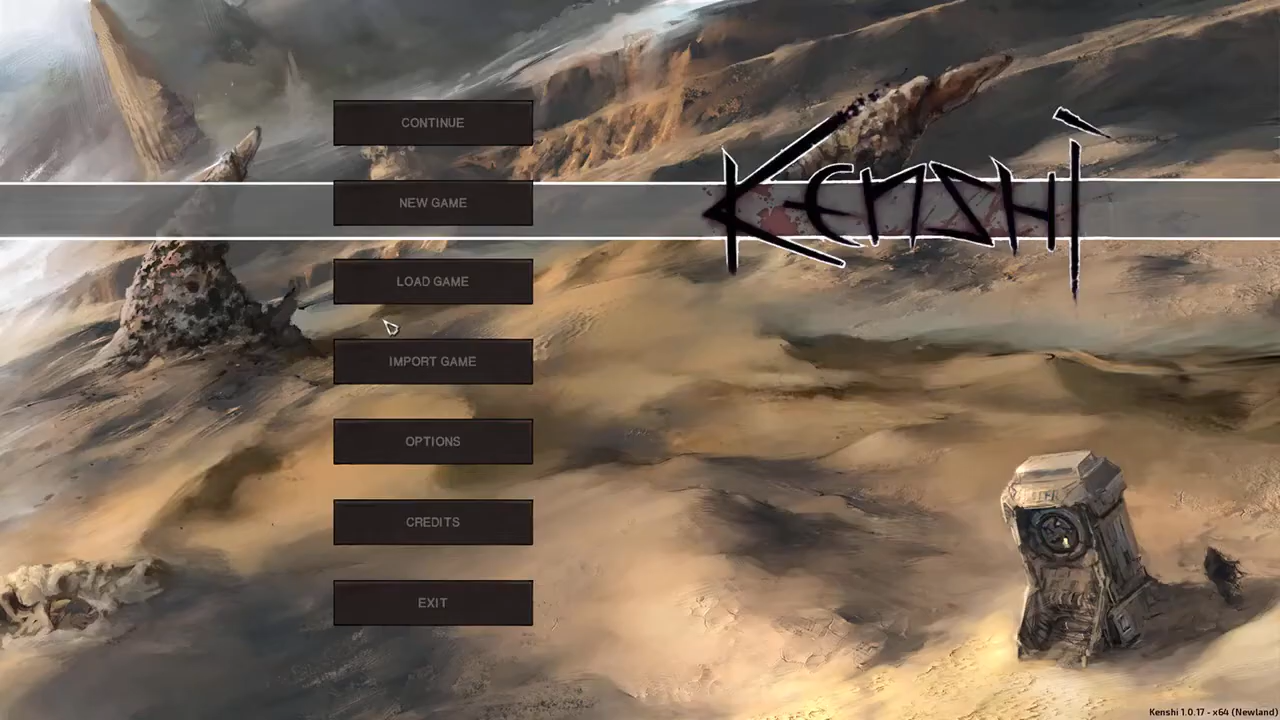 CONTINUE
NEW GAME
KENSHI
LOAD GAME
IMPORT GAME
OPTIONS
CREDITS
EXIT
Kenshi 1.0.17 - x64 (Newland)